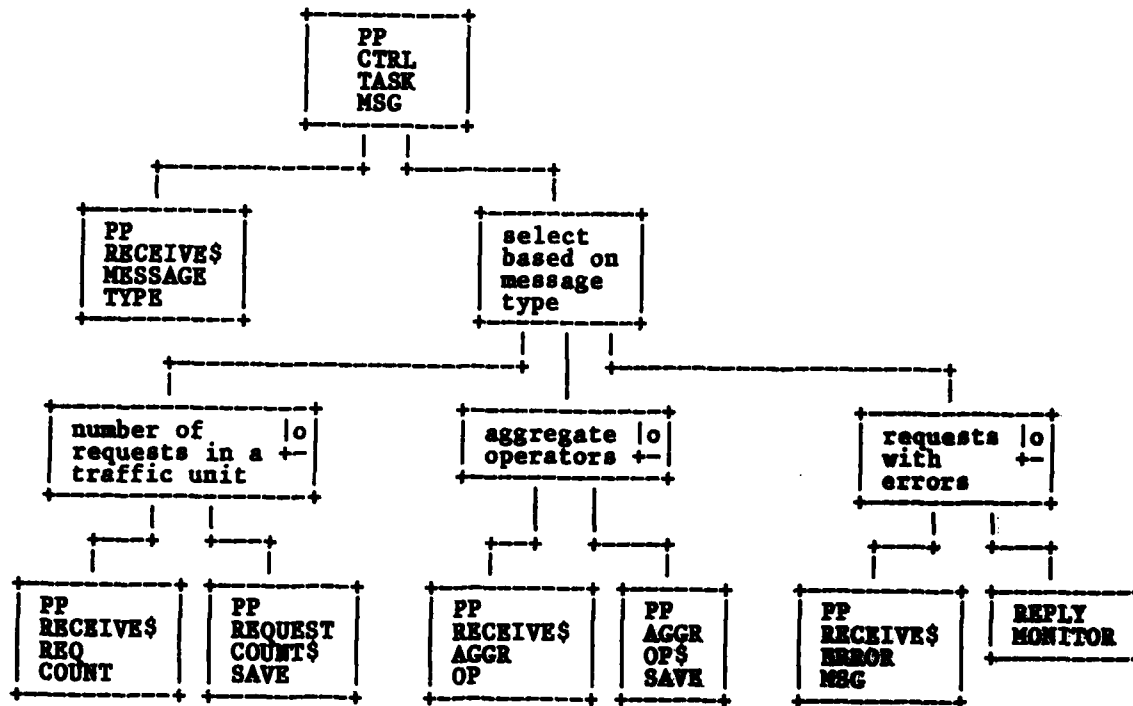 PP
CTRL
TASK
MSG
PP
RECEIVE$
MESSAGE
TYPE
select
based on
message
type
number of |o
requests in a +-
traffic unit
aggregate |o
operators +-
requests |o
with +-
errors
PP
RECEIVE$
REQ
COUNT
PP
REQUEST
COUNT$
SAVE
PP
RECEIVE$
AGGR
OP
PP
AGGR
OP$
SAVE
PP
RECEIVE$
ERROR
MSG
REPLY
MONITOR